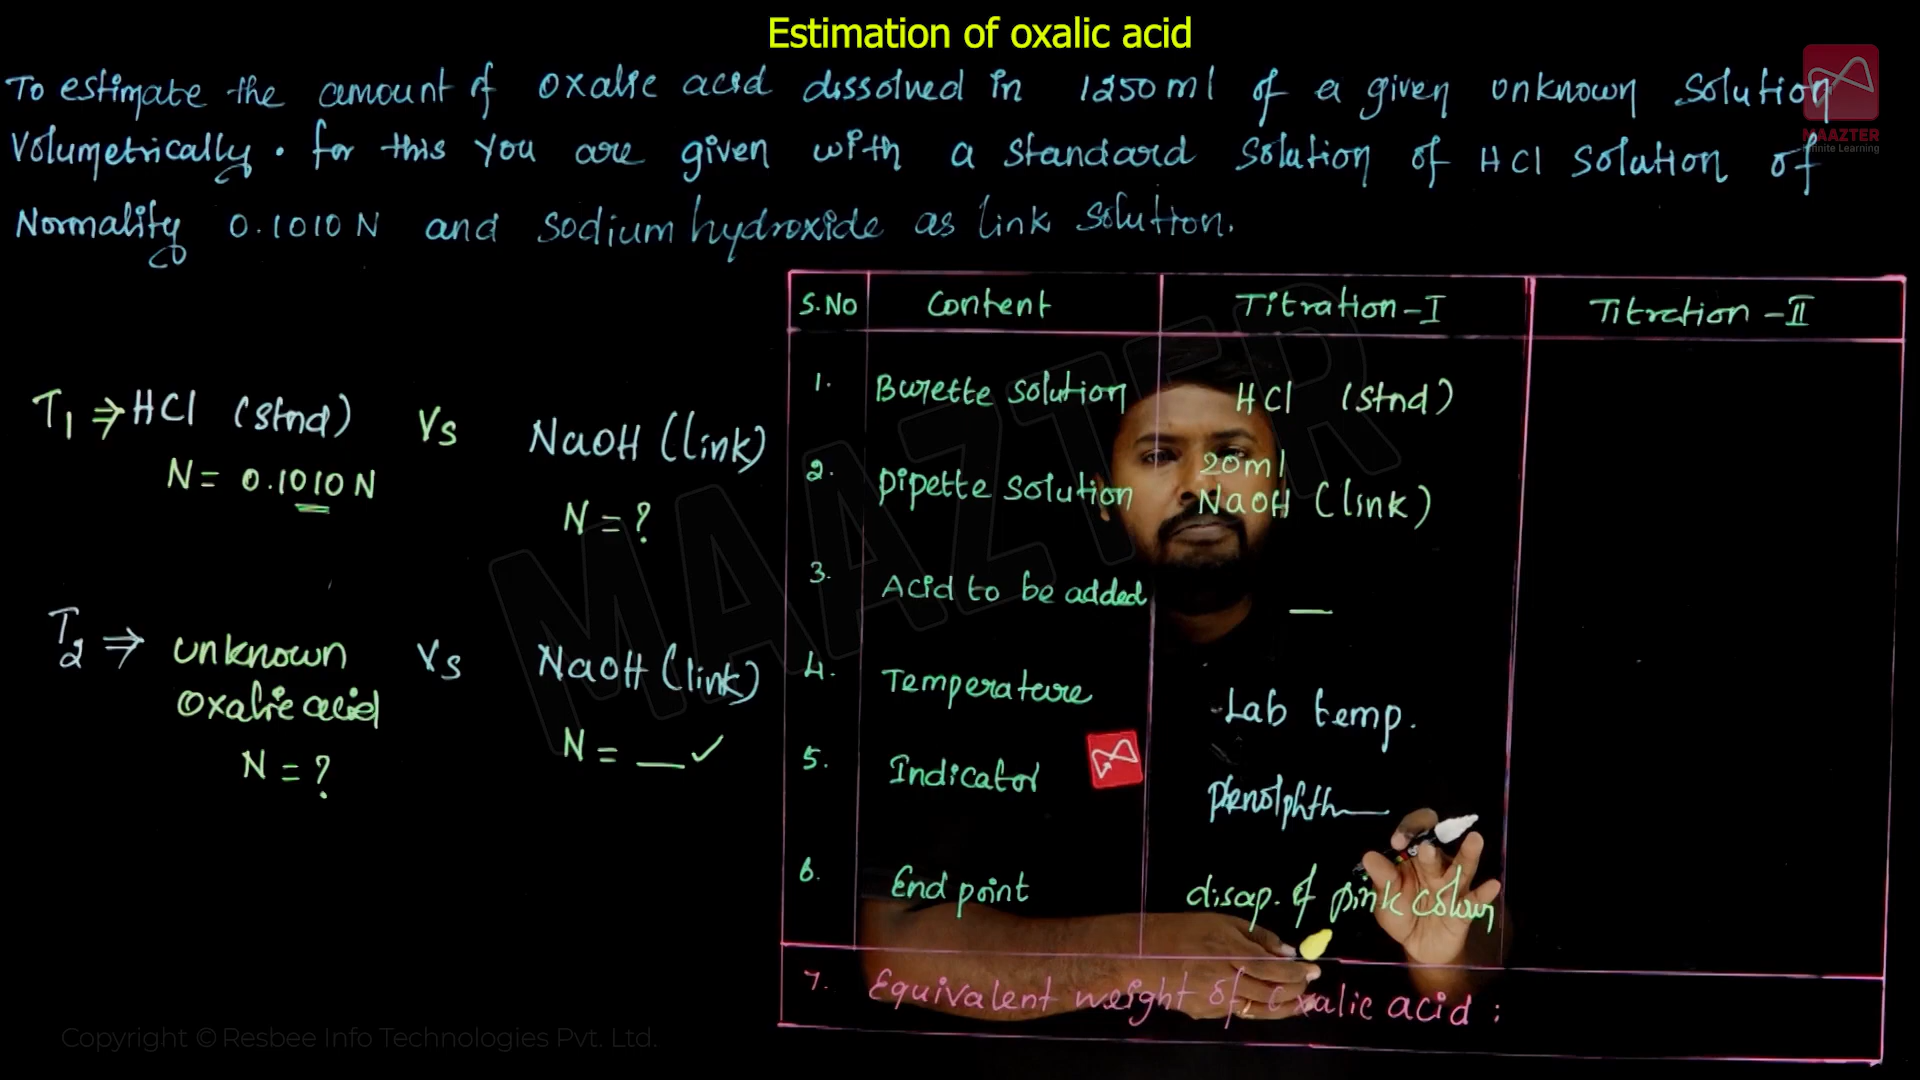 Estimation of oxalic acid
To estimate the amount of oxalic acid dissolved in 1250 ml of a given unknown solution
Volumetrically. for this you are given with a standard solution of HCl solution of
Normality 0.1010 N and sodium hydroxide as link solution.
MAAZTER
Infinite Learning
S.No Content Titration-I Titration-II
1. Burette solution HCl (stnd)
2. pipette solution 20ml NaOH (link)
3. Acid to be added —
4. Temperature Lab temp.
5. Indicator Phenolphth
6. End point disap. of pink colour
7. Equivalent weight of oxalic acid :
T1 ⇒ HCl (stnd) Vs NaOH (link)
N = 0.1010 N N = ?
T2 ⇒ unknown oxalic acid Vs NaOH (link)
N = ? N = __ ✓
MAAZTER
Copyright © Resbee Info Technologies Pvt. Ltd.